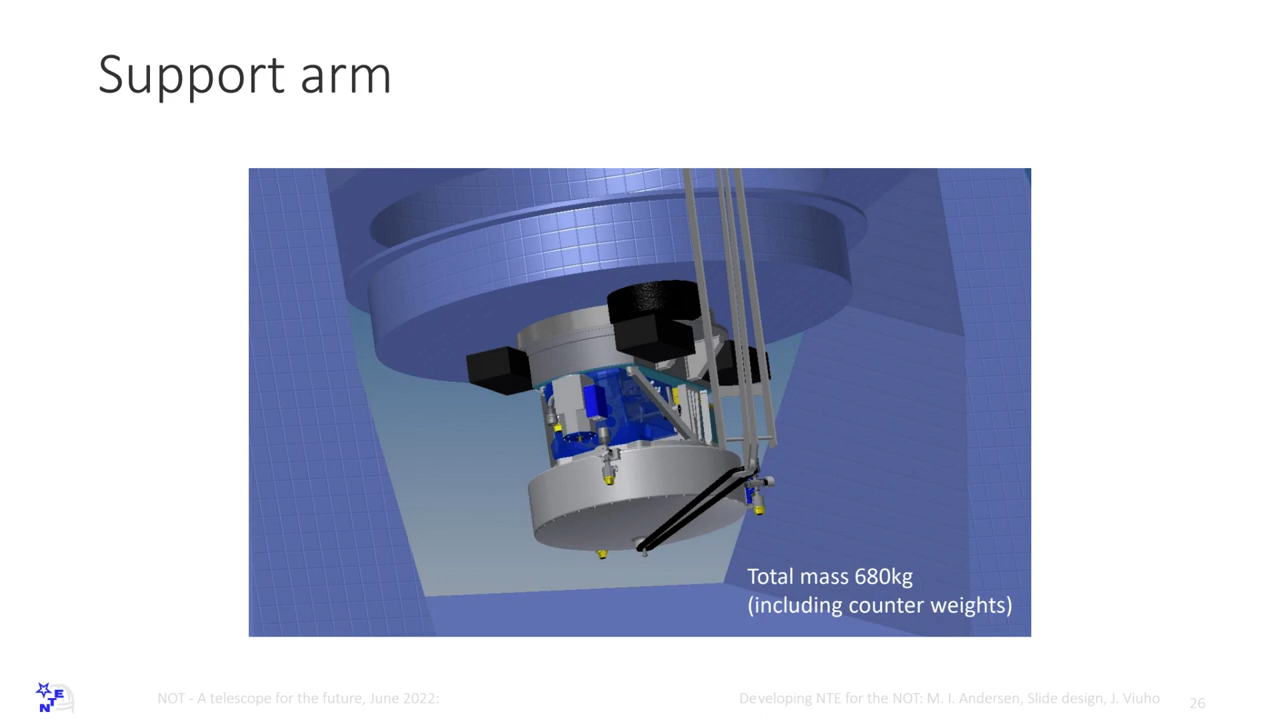 Support arm
Total mass 680kg
(including counter weights)
NTE
NOT - A telescope for the future, June 2022:
Developing NTE for the NOT: M. I. Andersen, Slide design, J. Viuho
26